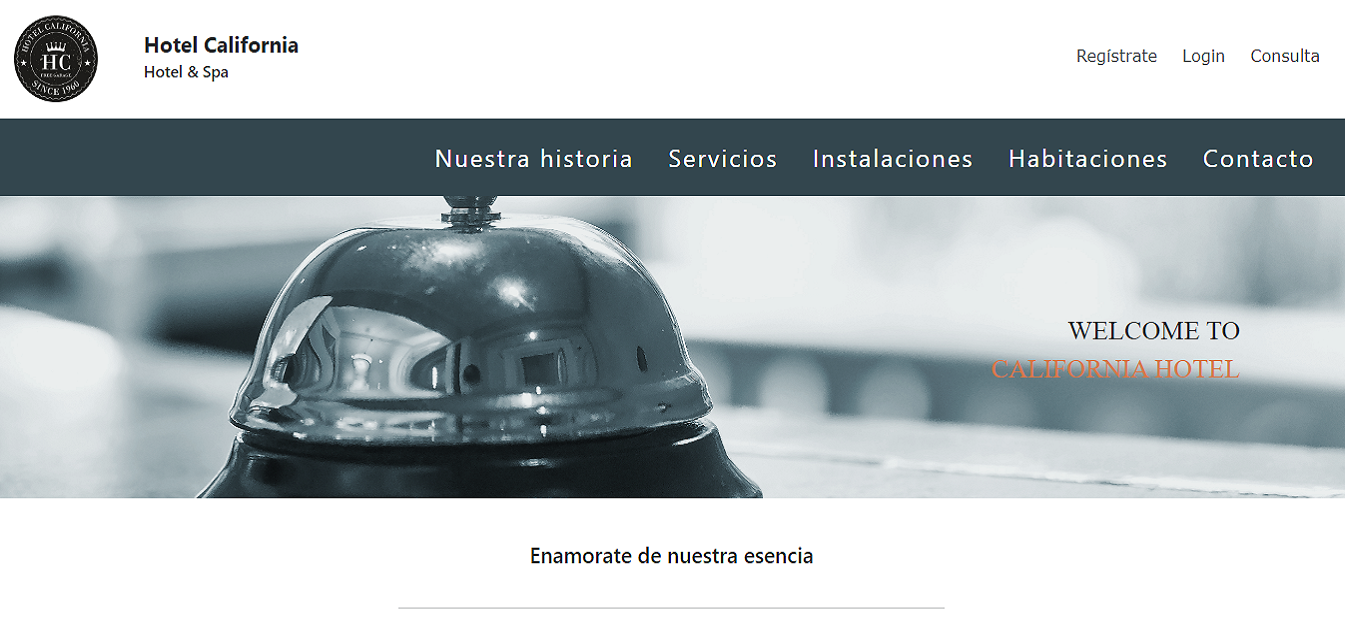 HOTEL CALIFORNIA
HC
FREE GARAGE
SINCE 1960
Hotel California
Hotel & Spa
Regístrate Login Consulta
Nuestra historia Servicios Instalaciones Habitaciones Contacto
WELCOME TO
CALIFORNIA HOTEL
Enamorate de nuestra esencia